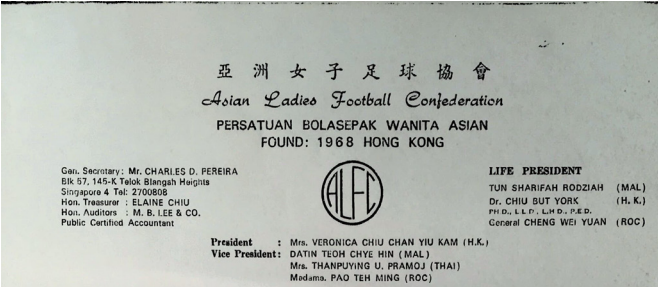 亞洲女子足球協會
Asian Ladies Football Confederation
PERSATUAN BOLASEPAK WANITA ASIAN
FOUND: 1968 HONG KONG
Gen. Secretary: Mr. CHARLES D. PEREIRA
Blk 57, 145-K Telok Blangah Heights
Singapore 4 Tel: 2700808
Hon. Treasurer : ELAINE CHIU
Hon. Auditors : M. B. LEE & CO.
Public Certified Accountant
ALFC
LIFE PRESIDENT
TUN SHARIFAH RODZIAH (MAL)
Dr. CHIU BUT YORK (H. K.)
PH D., L.L.D., L.H D., P.E.D.
General CHENG WEI YUAN (ROC)
President : Mrs. VERONICA CHIU CHAN YIU KAM (H.K.)
Vice President: DATIN TEOH CHYE HIN (MAL)
Mrs. THANPUYING U. PRAMOJ (THAI)
Madame. PAO TEH MING (ROC)